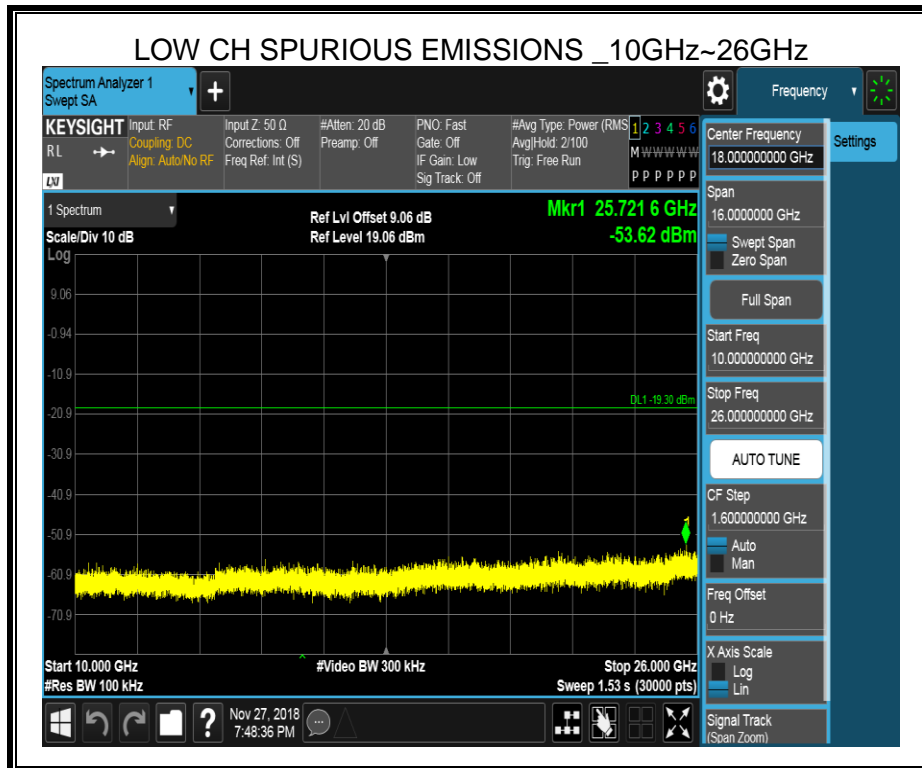 LOW CH SPURIOUS EMISSIONS _10GHz~26GHz
Spectrum Analyzer 1
Swept SA
+
Frequency
KEYSIGHT
RL
LXI
Input: RF
Coupling: DC
Align: Auto/No RF
Input Z: 50 Ω
Corrections: Off
Freq Ref: Int (S)
#Atten: 20 dB
Preamp: Off
PNO: Fast
Gate: Off
IF Gain: Low
Sig Track: Off
#Avg Type: Power (RMS
Avg|Hold: 2/100
Trig: Free Run
1 2 3 4 5 6
M W W W W W
P P P P P P
1 Spectrum
Scale/Div 10 dB
Ref Lvl Offset 9.06 dB
Ref Level 19.06 dBm
Mkr1 25.721 6 GHz
-53.62 dBm
Log
9.06
-0.94
-10.9
-20.9
-30.9
-40.9
-50.9
-60.9
-70.9
DL1 -19.30 dBm
1
Start 10.000 GHz
#Res BW 100 kHz
#Video BW 300 kHz
Stop 26.000 GHz
Sweep 1.53 s (30000 pts)
Center Frequency
18.000000000 GHz
Settings
Span
16.0000000 GHz
Swept Span
Zero Span
Full Span
Start Freq
10.000000000 GHz
Stop Freq
26.000000000 GHz
AUTO TUNE
CF Step
1.600000000 GHz
Auto
Man
Freq Offset
0 Hz
X Axis Scale
Log
Lin
Signal Track
(Span Zoom)
?
Nov 27, 2018
7:48:36 PM